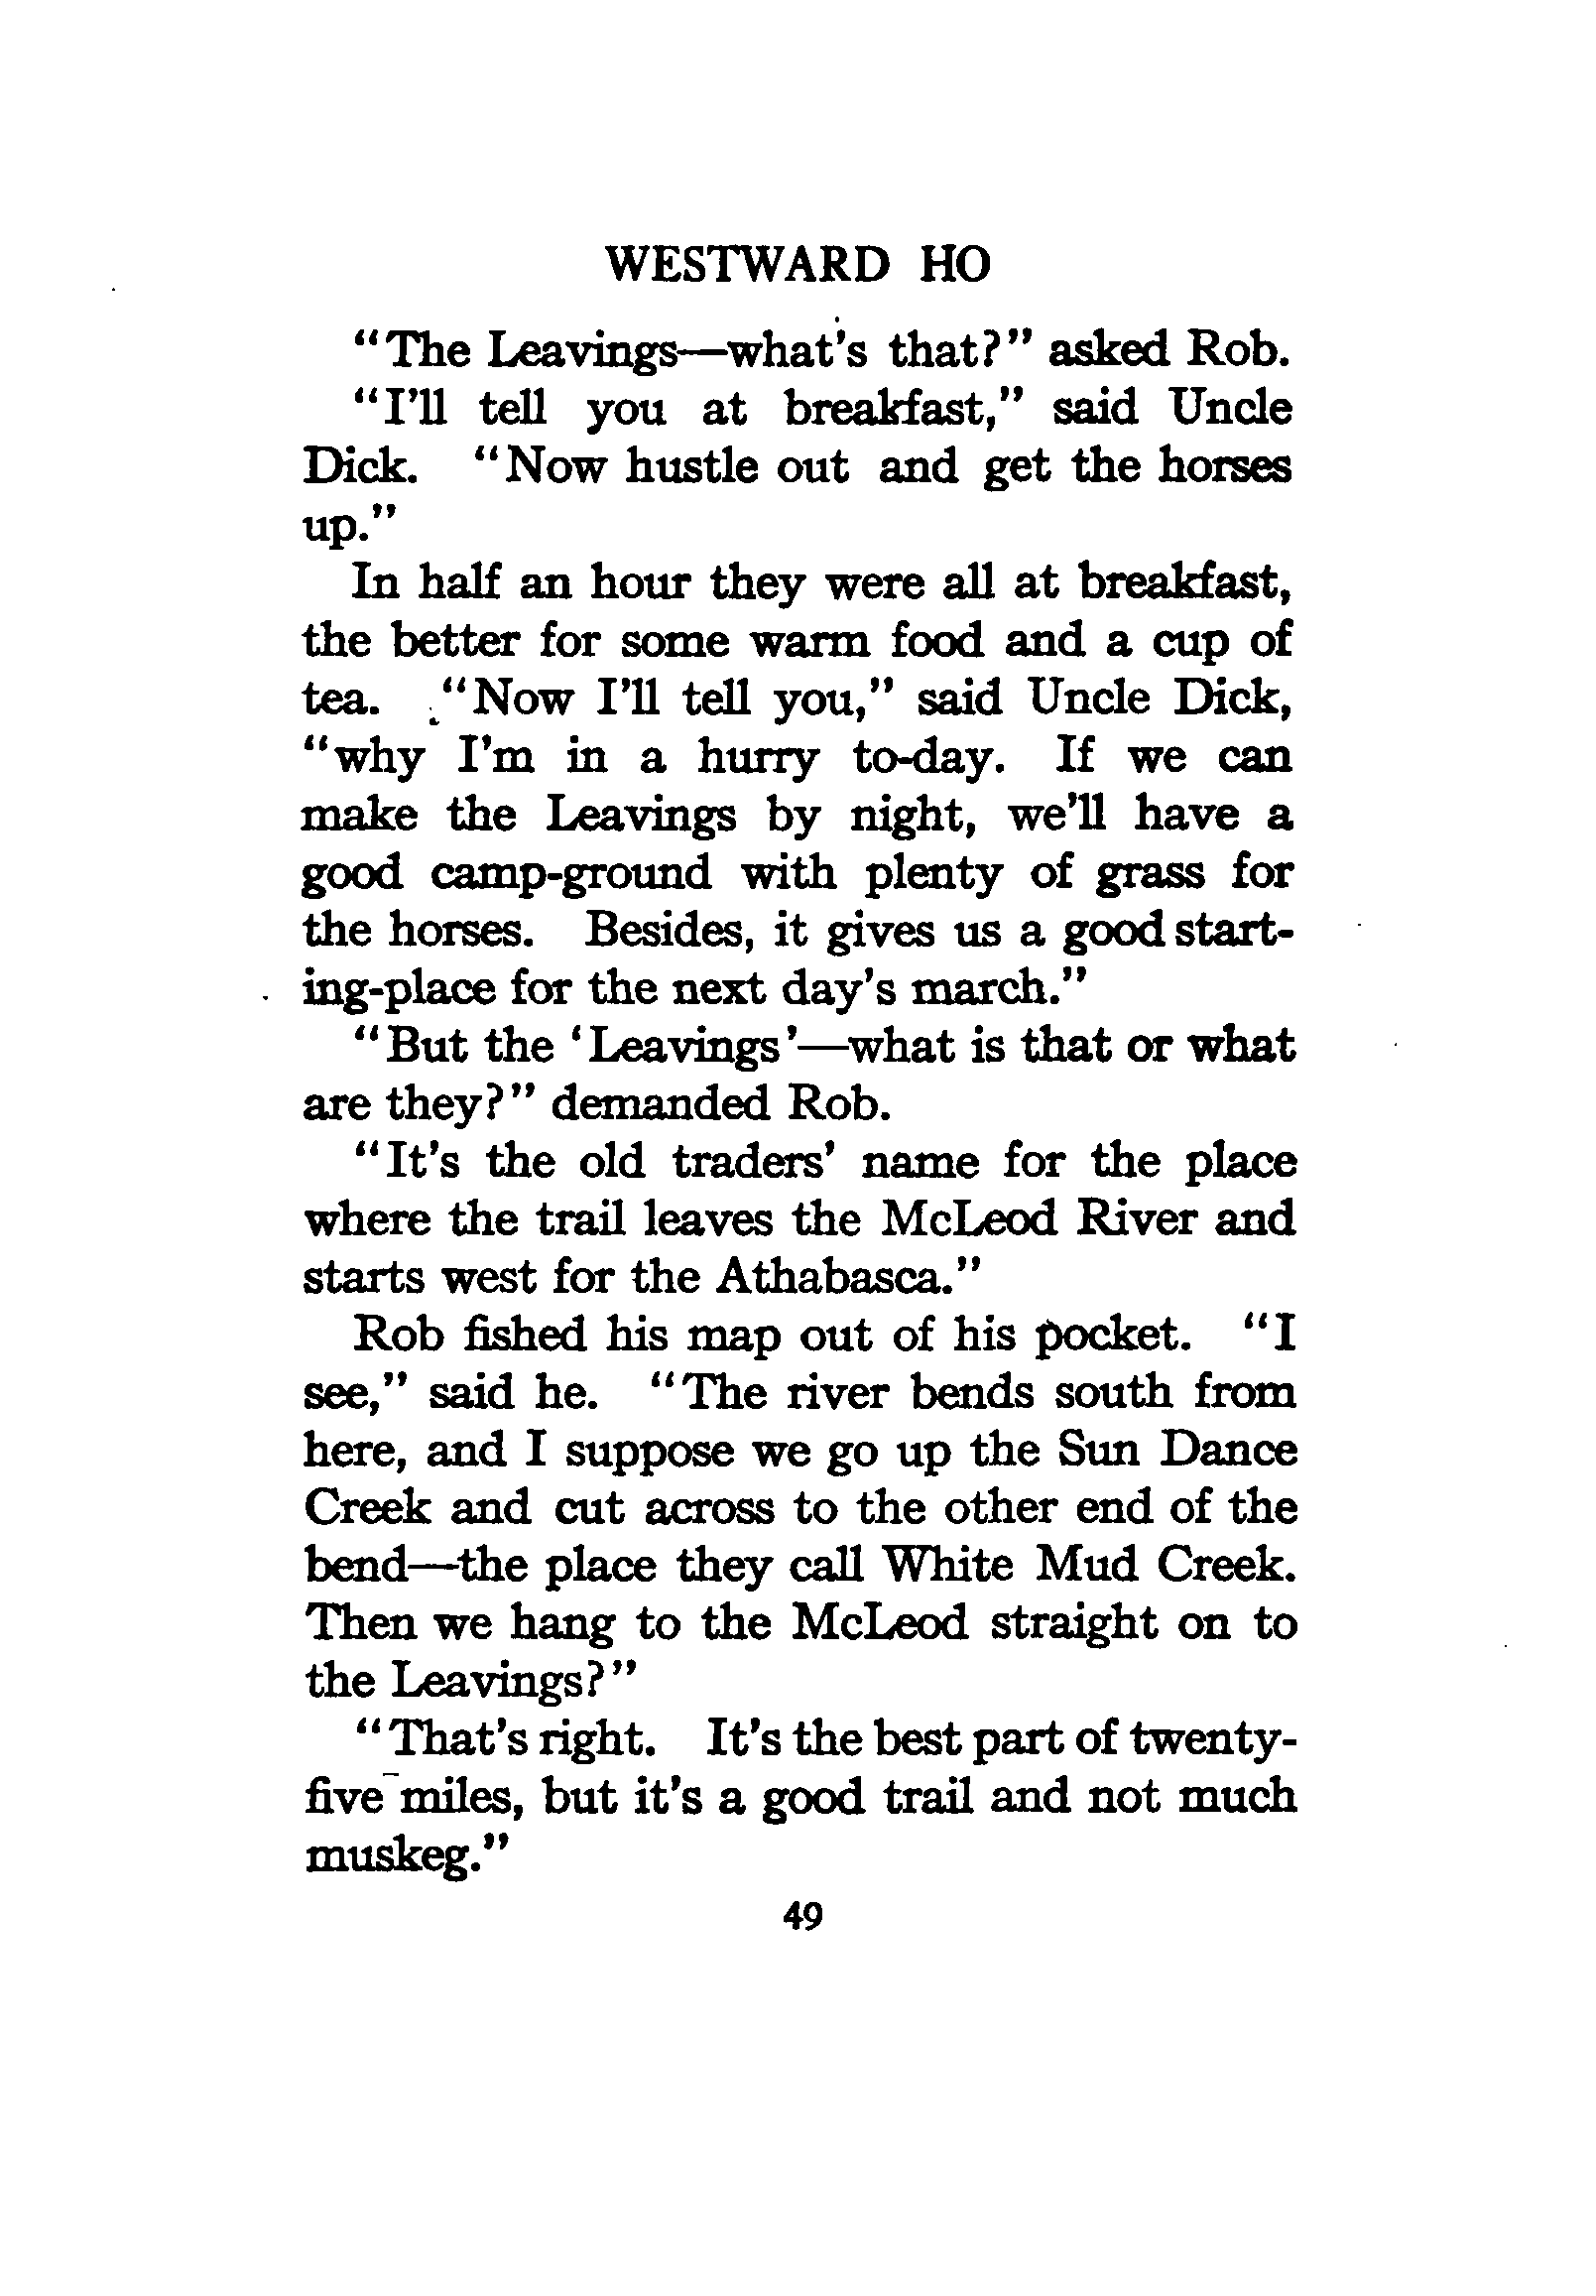 WESTWARD HO
“The Leavings—what's that?” asked Rob.
“I'll tell you at breakfast,” said Uncle
Dick. “Now hustle out and get the horses
up.”
In half an hour they were all at breakfast,
the better for some warm food and a cup of
tea. “Now I'll tell you,” said Uncle Dick,
“why I'm in a hurry to-day. If we can
make the Leavings by night, we'll have a
good camp-ground with plenty of grass for
the horses. Besides, it gives us a good start-
ing-place for the next day's march.”
“But the ‘Leavings’—what is that or what
are they?” demanded Rob.
“It's the old traders' name for the place
where the trail leaves the McLeod River and
starts west for the Athabasca.”
Rob fished his map out of his pocket. “I
see,” said he. “The river bends south from
here, and I suppose we go up the Sun Dance
Creek and cut across to the other end of the
bend—the place they call White Mud Creek.
Then we hang to the McLeod straight on to
the Leavings?”
“That's right. It's the best part of twenty-
five miles, but it's a good trail and not much
muskeg.”
49